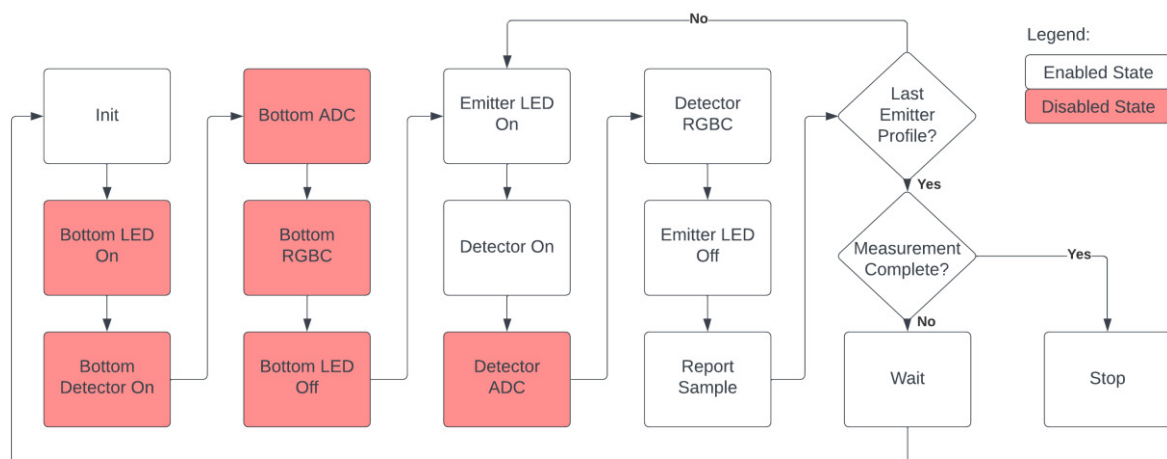 No
Legend:
Enabled State
Disabled State
Init
Bottom LED
On
Bottom
Detector On
Bottom ADC
Bottom
RGBC
Bottom LED
Off
Emitter LED
On
Detector On
Detector
ADC
Detector
RGBC
Emitter LED
Off
Report
Sample
Last
Emitter
Profile?
Yes
Measurement
Complete?
Yes
No
Wait
Stop